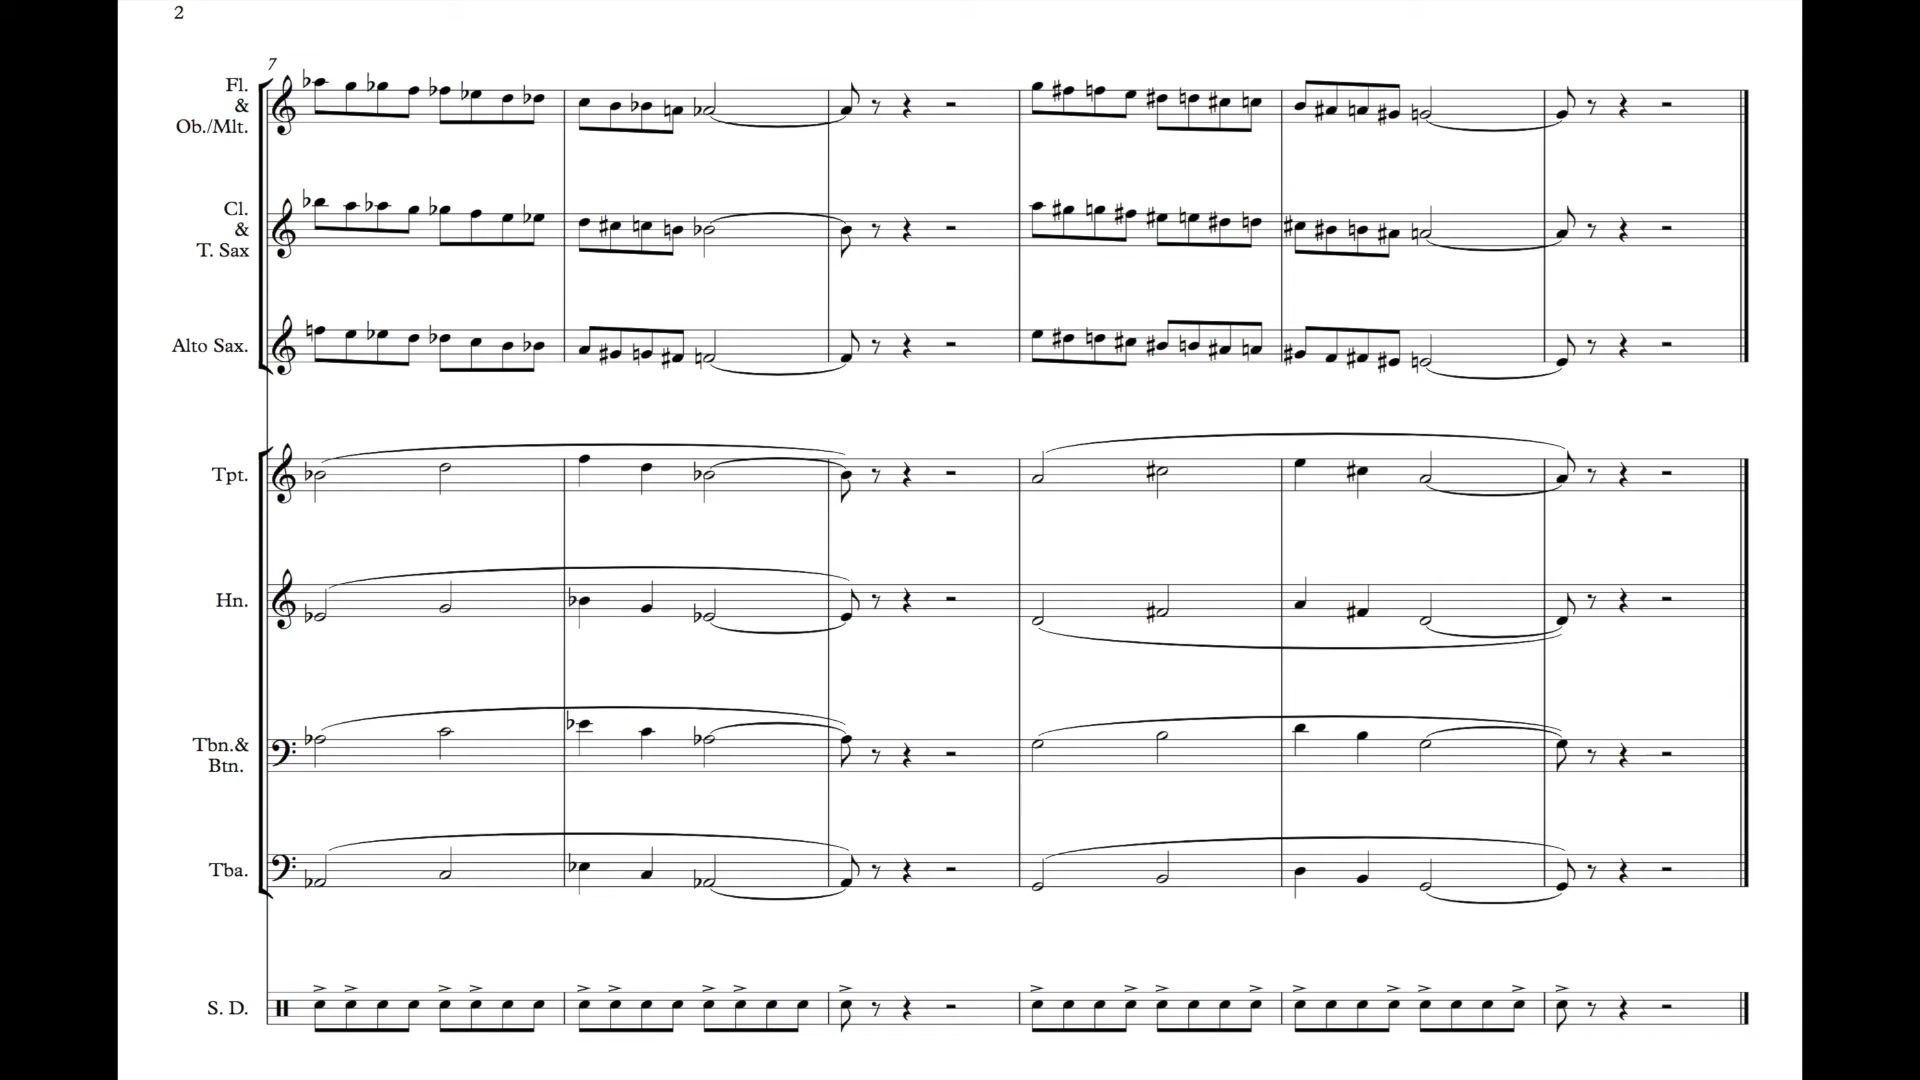 2
7
Fl.
&
Ob./Mlt.
Cl.
&
T. Sax
Alto Sax.
Tpt.
Hn.
Tbn.&
Btn.
Tba.
S. D.